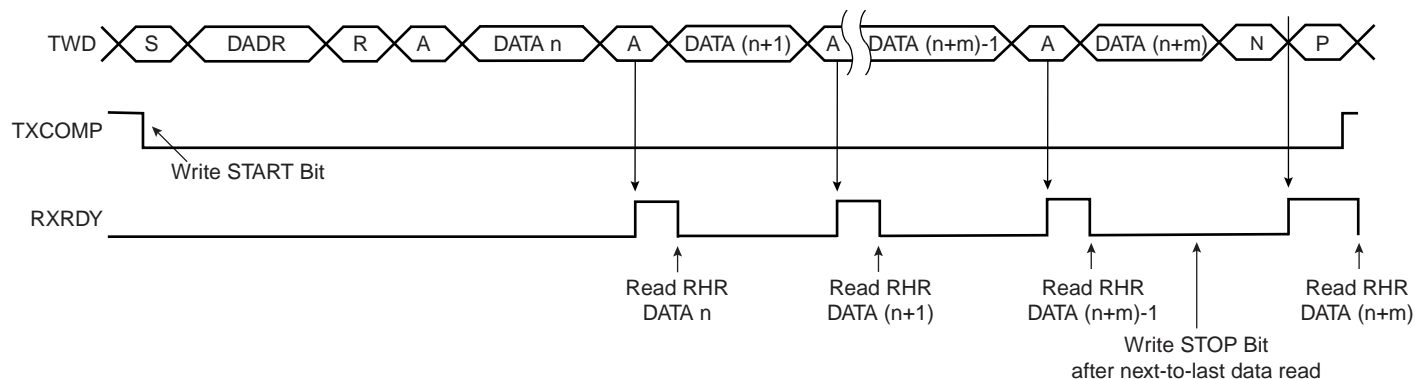 TWD S DADR R A DATA n A DATA (n+1) A DATA (n+m)-1 A DATA (n+m) N P
TXCOMP
Write START Bit
RXRDY
Read RHR Read RHR Read RHR Read RHR
DATA n DATA (n+1) DATA (n+m)-1 DATA (n+m)
Write STOP Bit
after next-to-last data read